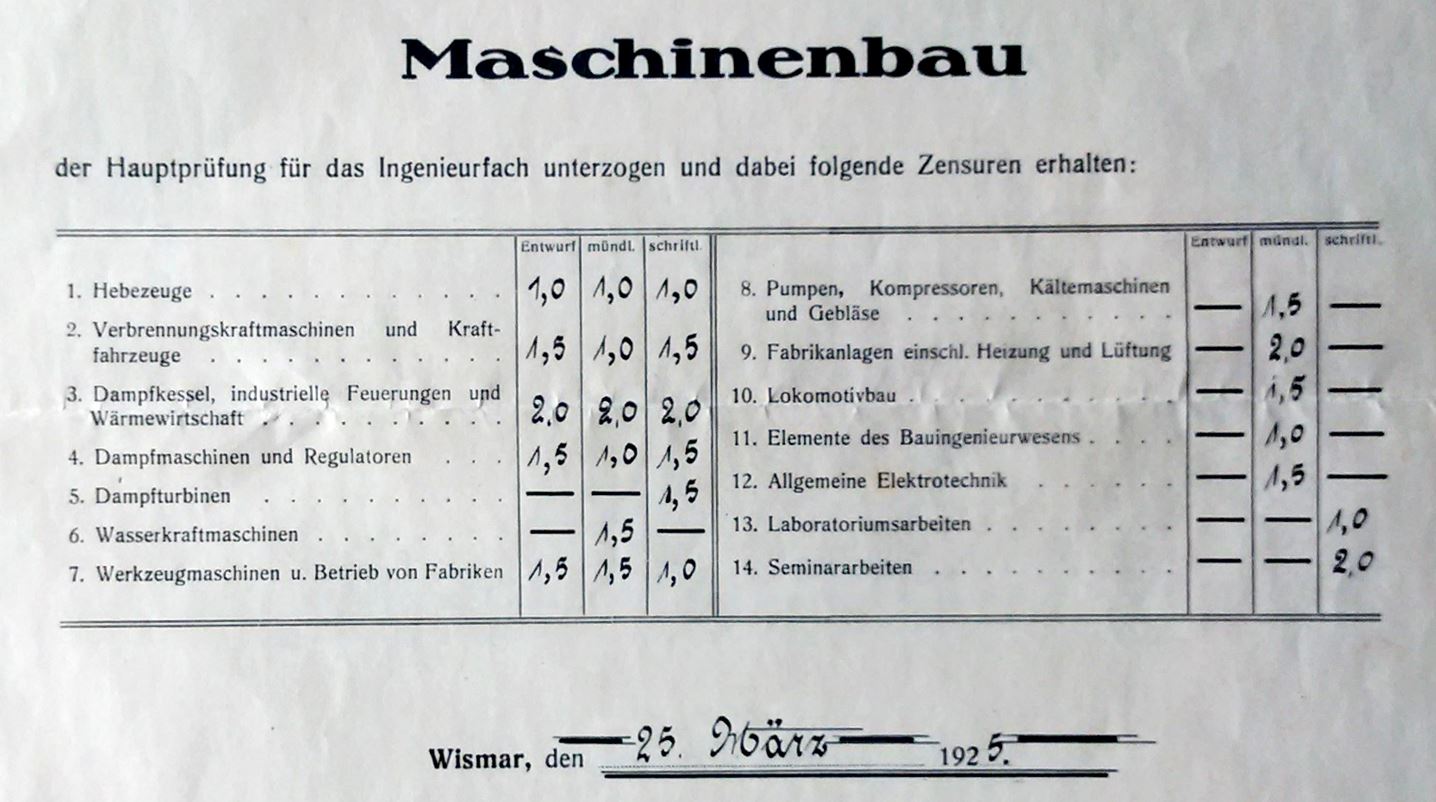 Maschinenbau
der Hauptprüfung für das Ingenieurfach unterzogen und dabei folgende Zensuren erhalten:
Entwurf mündl. schriftl.
1. Hebezeuge . . . . . . . . . . . . 1,0 1,0 1,0
2. Verbrennungskraftmaschinen und Kraft-
fahrzeuge . . . . . . . . . . . . 1,5 1,0 1,5
3. Dampfkessel, industrielle Feuerungen und
Wärmewirtschaft . . . . . . . . . . 2,0 2,0 2,0
4. Dampfmaschinen und Regulatoren . . . 1,5 1,0 1,5
5. Dampfturbinen . . . . . . . . . . — — 1,5
6. Wasserkraftmaschinen . . . . . . . . — 1,5 —
7. Werkzeugmaschinen u. Betrieb von Fabriken 1,5 1,5 1,0
Entwurf mündl. schriftl.
8. Pumpen, Kompressoren, Kältemaschinen
und Gebläse . . . . . . . . . . . — 1,5 —
9. Fabrikanlagen einschl. Heizung und Lüftung — 2,0 —
10. Lokomotivbau . . . . . . . . . . . — 1,5 —
11. Elemente des Bauingenieurwesens . . . . — 1,0 —
12. Allgemeine Elektrotechnik . . . . . . — 1,5 —
13. Laboratoriumsarbeiten . . . . . . . . — — 1,0
14. Seminararbeiten . . . . . . . . . . — — 2,0
Wismar, den 25. März 1925.